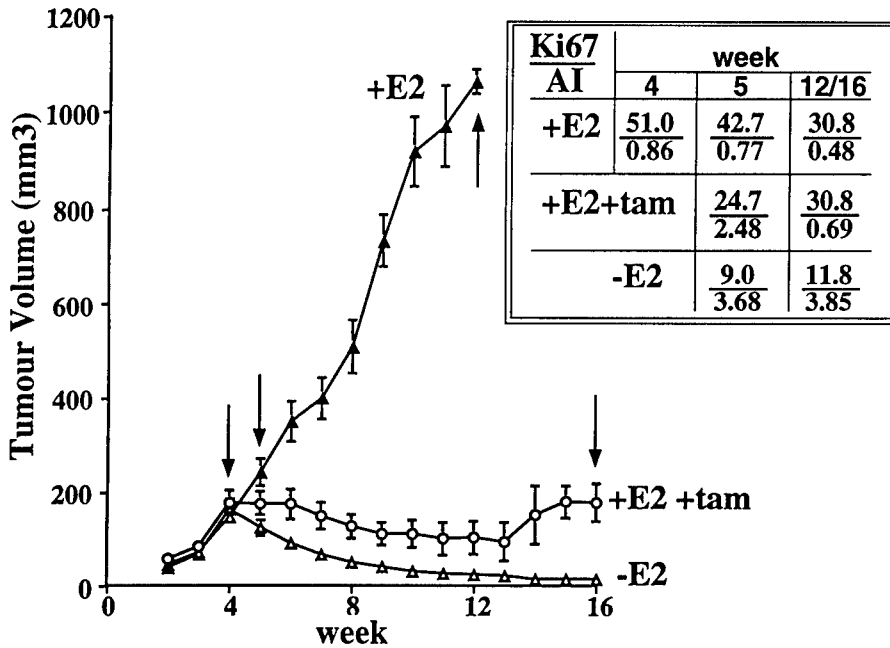 Tumour Volume (mm3)
1200
1000
800
600
400
200
0
0 4 8 12 16
week
+E2
+E2 +tam
-E2
Ki67 week
AI 4 5 12/16
+E2 51.0 42.7 30.8
0.86 0.77 0.48
+E2+tam 24.7 30.8
2.48 0.69
-E2 9.0 11.8
3.68 3.85